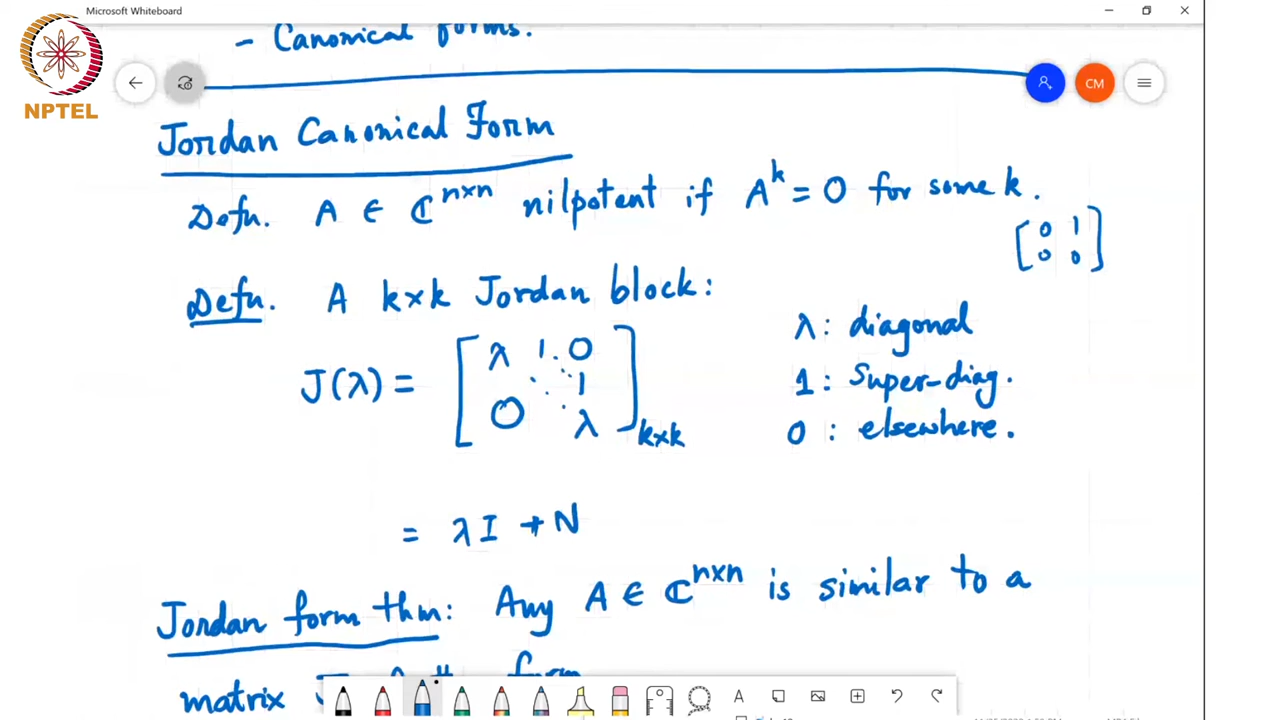 Microsoft Whiteboard
- Canonical forms.
NPTEL
CM
Jordan Canonical Form
Defn. A ∈ ℂ^{n×n} nilpotent if A^k = 0 for some k.
[0 1
0 0]
Defn. A k×k Jordan block:
J(λ) = [λ 1 0
⋱ 1
0 λ]_{k×k}
λ : diagonal
1 : Super-diag.
0 : elsewhere.
= λI + N
Jordan form thm: Any A ∈ ℂ^{n×n} is similar to a
matrix J form